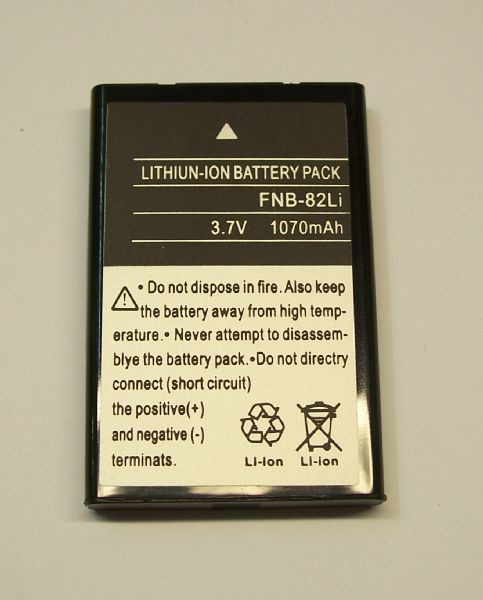 LITHIUN-ION BATTERY PACK
FNB-82Li
3.7V 1070mAh
• Do not dispose in fire. Also keep
the battery away from high temp-
erature.• Never attempt to disassem-
blye the battery pack.•Do not directry
connect (short circuit)
the positive(+)
and negative (-)
terminats.
Li-Ion Li-Ion